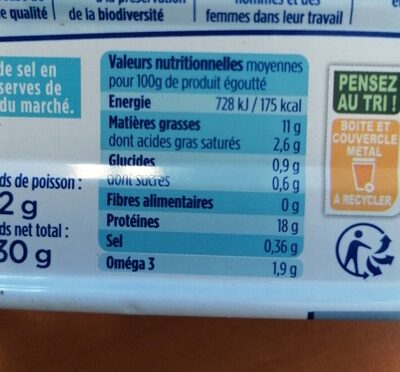 e qualité
de la biodiversité
femmes dans leur travail
de sel en
serves de
du marché.
ds de poisson :
2 g
ds net total :
30 g
Valeurs nutritionnelles moyennes
pour 100g de produit égoutté
Energie 728 kJ / 175 kcal
Matières grasses 11 g
dont acides gras saturés 2,6 g
Glucides 0,9 g
dont sucres 0,6 g
Fibres alimentaires 0 g
Protéines 18 g
Sel 0,36 g
Oméga 3 1,9 g
PENSEZ
AU TRI !
BOITE ET
COUVERCLE
MÉTAL
À RECYCLER